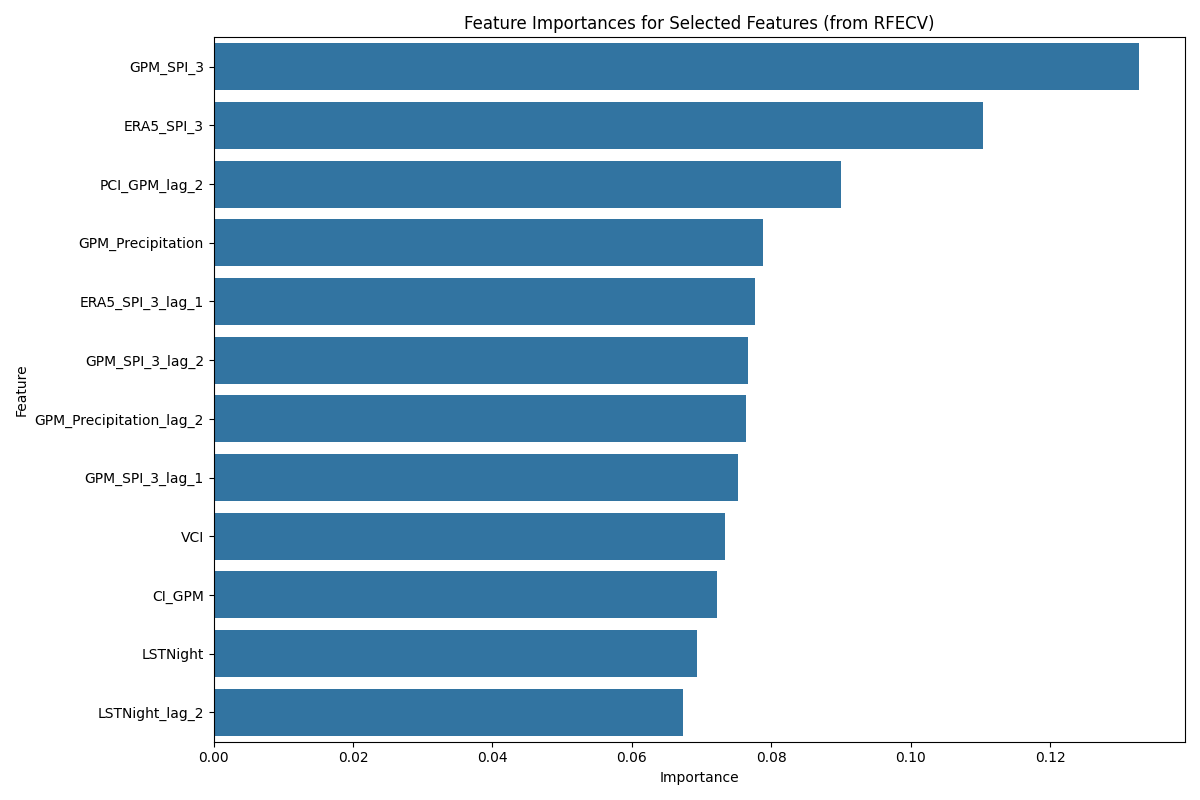 Feature Importances for Selected Features (from RFECV)
GPM_SPI_3
ERA5_SPI_3
PCI_GPM_lag_2
GPM_Precipitation
ERA5_SPI_3_lag_1
GPM_SPI_3_lag_2
GPM_Precipitation_lag_2
GPM_SPI_3_lag_1
VCI
CI_GPM
LSTNight
LSTNight_lag_2
Feature
0.00 0.02 0.04 0.06 0.08 0.10 0.12
Importance